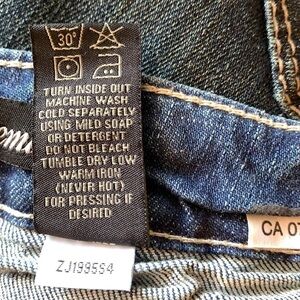 30°
TURN INSIDE OUT
MACHINE WASH
COLD SEPARATELY
USING MILD SOAP
OR DETERGENT
DO NOT BLEACH
TUMBLE DRY LOW
WARM IRON
(NEVER HOT)
FOR PRESSING IF
DESIRED
CA 07
ZJ199554